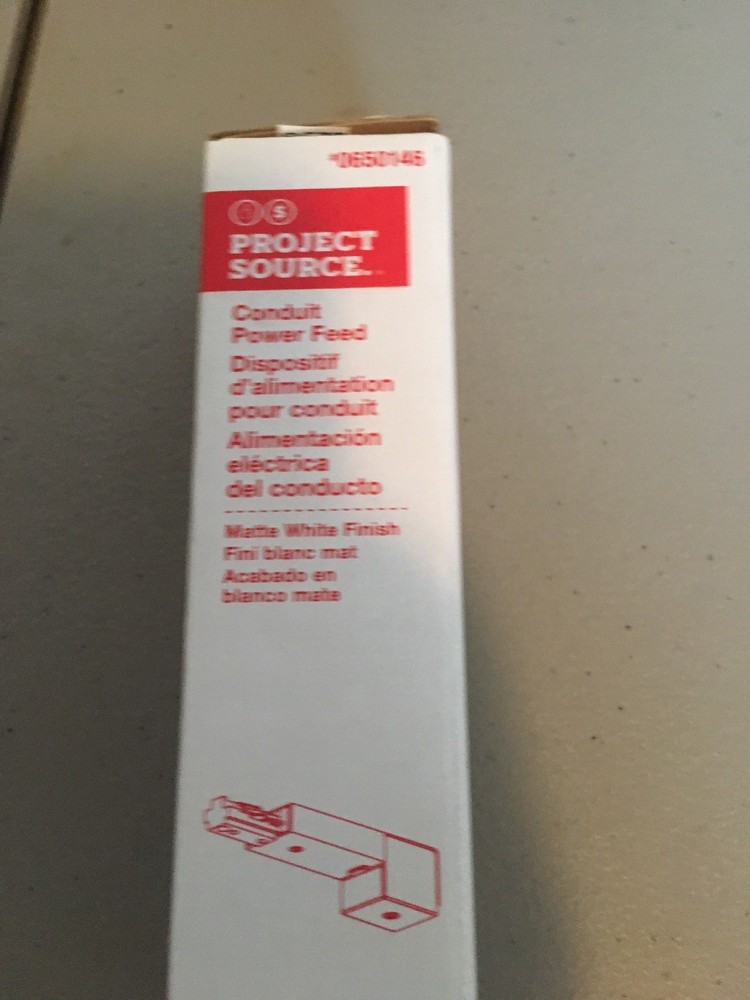 *0650146
S
PROJECT
SOURCE.
Conduit
Power Feed
Dispositif
d'alimentation
pour conduit
Alimentación
eléctrica
del conducto
Matte White Finish
Fini blanc mat
Acabado en
blanco mate